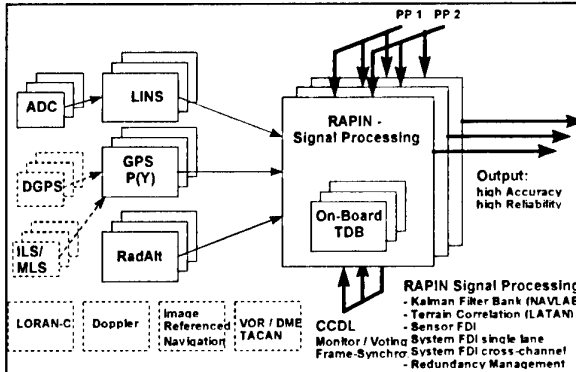 PP 1 PP 2
ADC
LINS
RAPIN -
Signal Processing
DGPS
GPS
P(Y)
Output:
high Accuracy
high Reliability
ILS/
MLS
RadAlt
On-Board
TDB
LORAN-C
Doppler
Image
Referenced
Navigation
VOR / DME
TACAN
CCDL
Monitor / Voting
Frame-Synchro
RAPIN Signal Processing
- Kalman Filter Bank (NAVLAB
- Terrain Correlation (LATAN)
- Sensor FDI
- System FDI single lane
System FDI cross-channel
- Redundancy Management